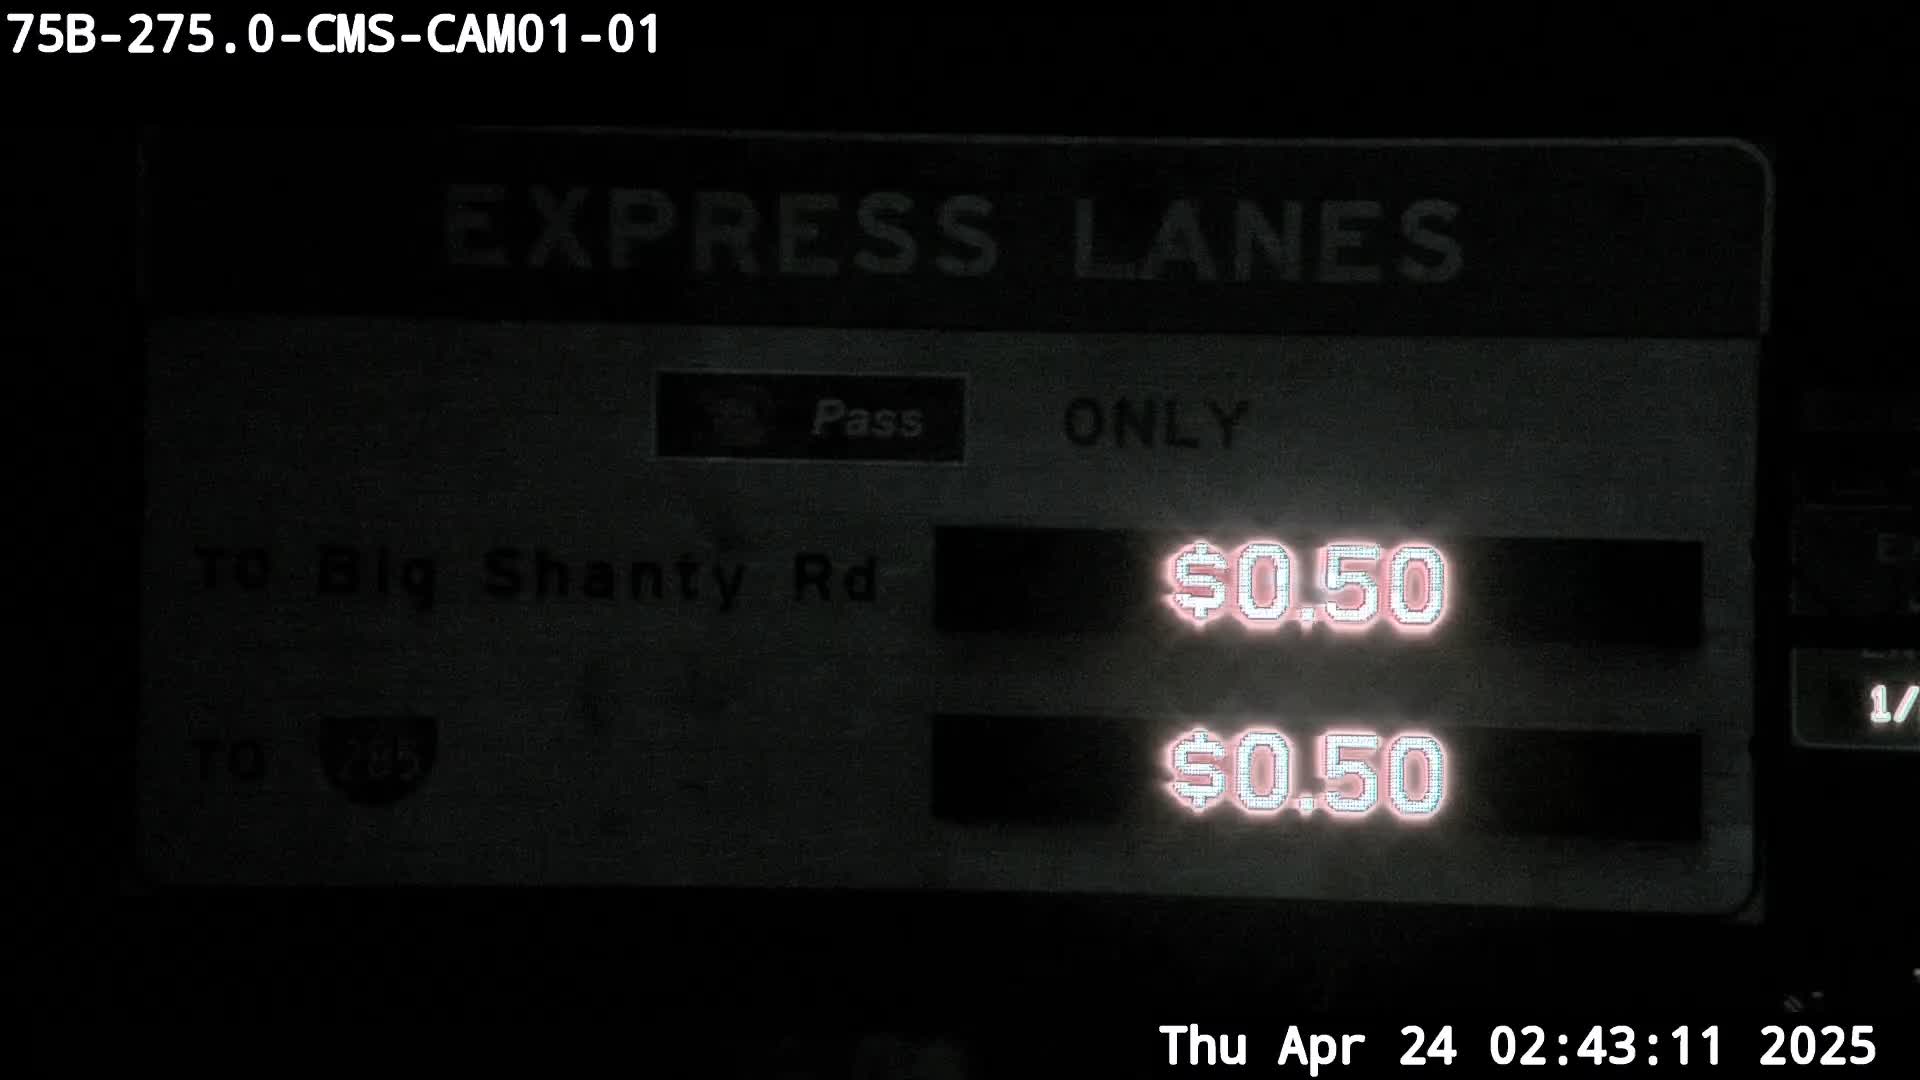 75B-275.0-CMS-CAM01-01
EXPRESS LANES
Pass ONLY
TO Big Shanty Rd $0.50
TO 285 $0.50
1/
Thu Apr 24 02:43:11 2025